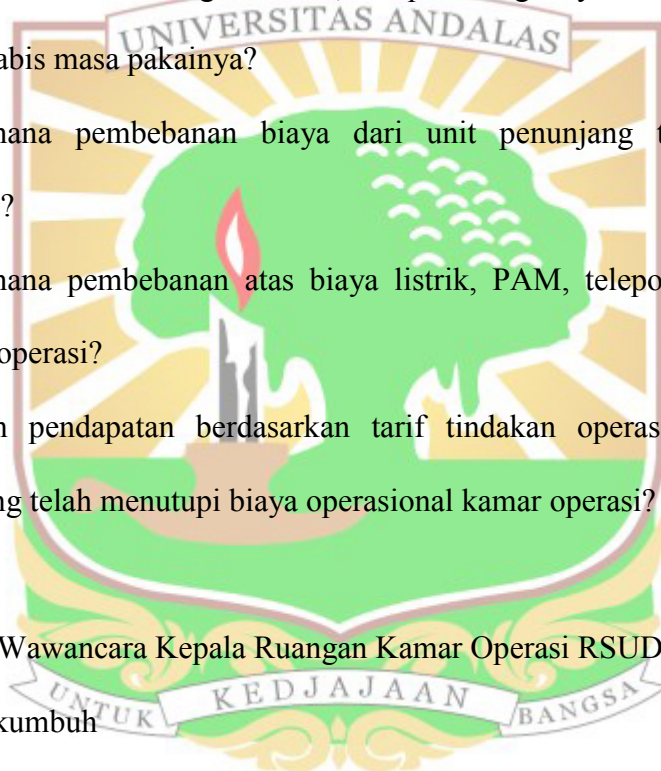 UNIVERSITAS ANDALAS
abis masa pakainya?
mana pembebanan biaya dari unit penunjang t
?
mana pembebanan atas biaya listrik, PAM, telepo
operasi?
n pendapatan berdasarkan tarif tindakan operas
ng telah menutupi biaya operasional kamar operasi?
Wawancara Kepala Ruangan Kamar Operasi RSUD
kumbuh
UNTUK KEDJAJAAN BANGSA